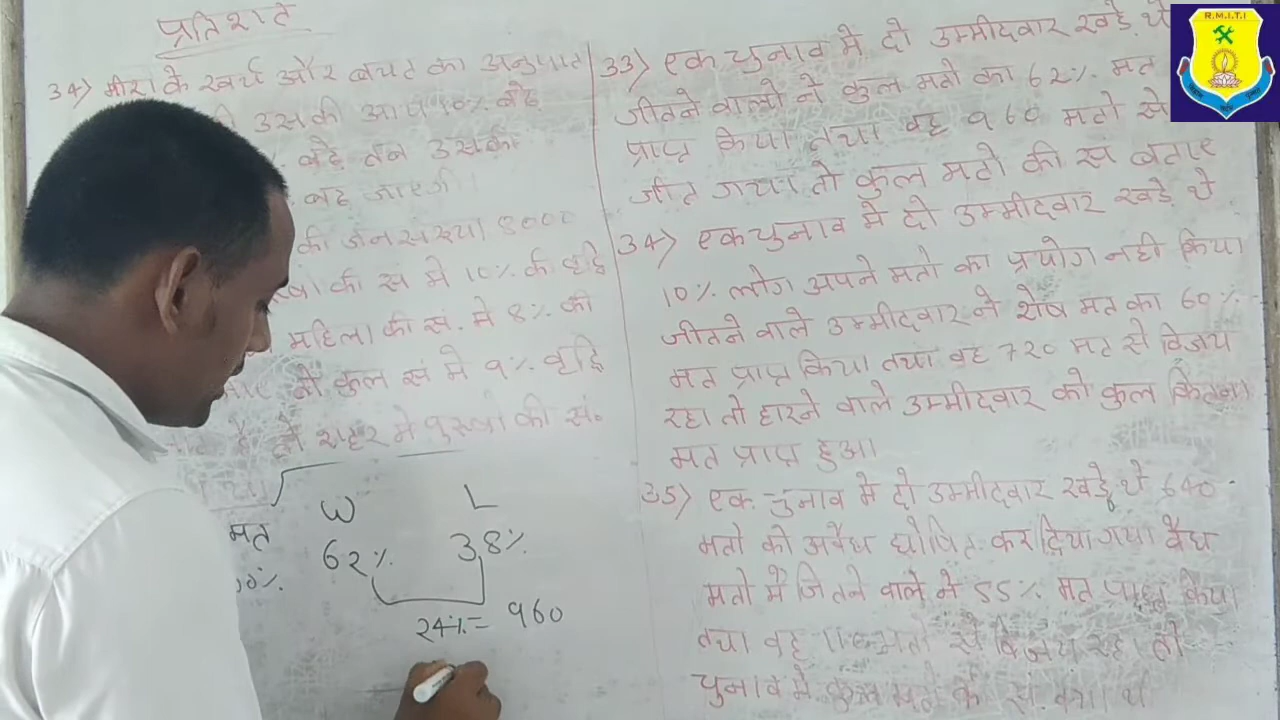 प्रतिशत
34) मीरा के खर्च और बचत का अनुपात
उसकी आय 10% बढे
बढे तब उसका
बढ जाएगी।
की जनसंख्या 8000
की सं में 10% की वृद्धि
महिला की सं. में 8% की
कुल सं में 9% वृद्धि
शहर में पुरुषो की सं.
मत
W L
62% 38%
24% = 960
33) एक चुनाव में दो उम्मीदवार खड़े थे
जीतने वालो ने कुल मतो का 62% मत
प्राप्त किया तथा वह 960 मतो से
जीत गया तो कुल मतो की सं बताए
34) एक चुनाव में दो उम्मीदवार खड़े थे
10% लोग अपने मतो का प्रयोग नही किया
जीतने वाले उम्मीदवार ने शेष मत का 60%
मत प्राप्त किया तथा वह 720 मत से विजय
रहा तो हारने वाले उम्मीदवार को कुल कितना
मत प्राप्त हुआ।
35) एक चुनाव में दो उम्मीदवार खड़े थे 640
मतो को अवैध घोषित कर दिया गया वैध
मतो में जितने वाले ने 55% मत प्राप्त किया
तथा वह मतो से विजय रहा तो
चुनाव में कुल मतो की सं. क्या थी
R.M.I.T.I